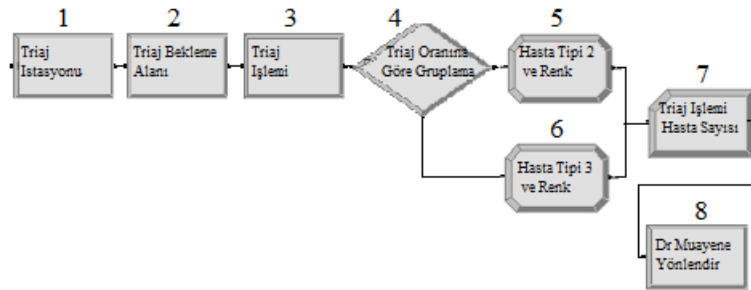 1
Triaj
Istasyonu
2
Triaj Bekleme
Alanı
3
Triaj
İşlemi
4
Triaj Oranına
Göre Gruplama
5
Hasta Tipi 2
ve Renk
6
Hasta Tipi 3
ve Renk
7
Triaj Işlemi
Hasta Sayısı
8
Dr Muayene
Yönlendir